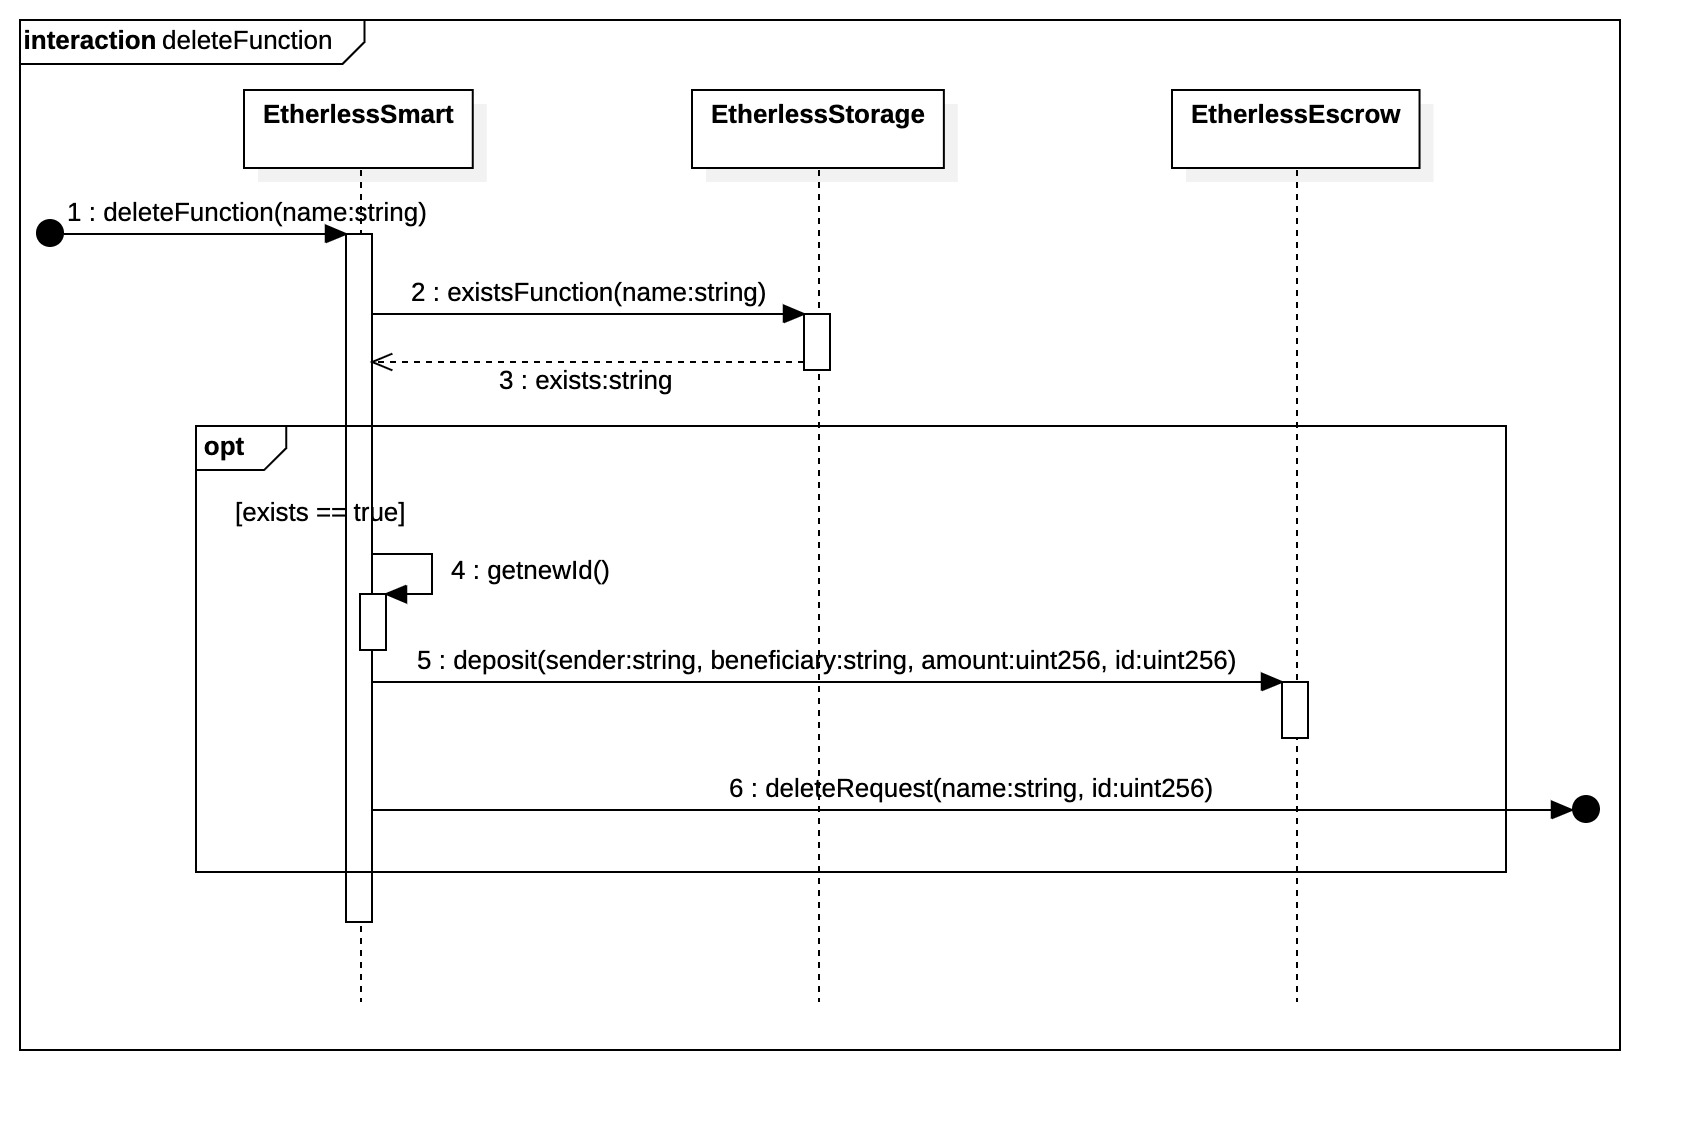 interaction deleteFunction
EtherlessSmart
EtherlessStorage
EtherlessEscrow
1 : deleteFunction(name:string)
2 : existsFunction(name:string)
3 : exists:string
opt
[exists == true]
4 : getnewId()
5 : deposit(sender:string, beneficiary:string, amount:uint256, id:uint256)
6 : deleteRequest(name:string, id:uint256)